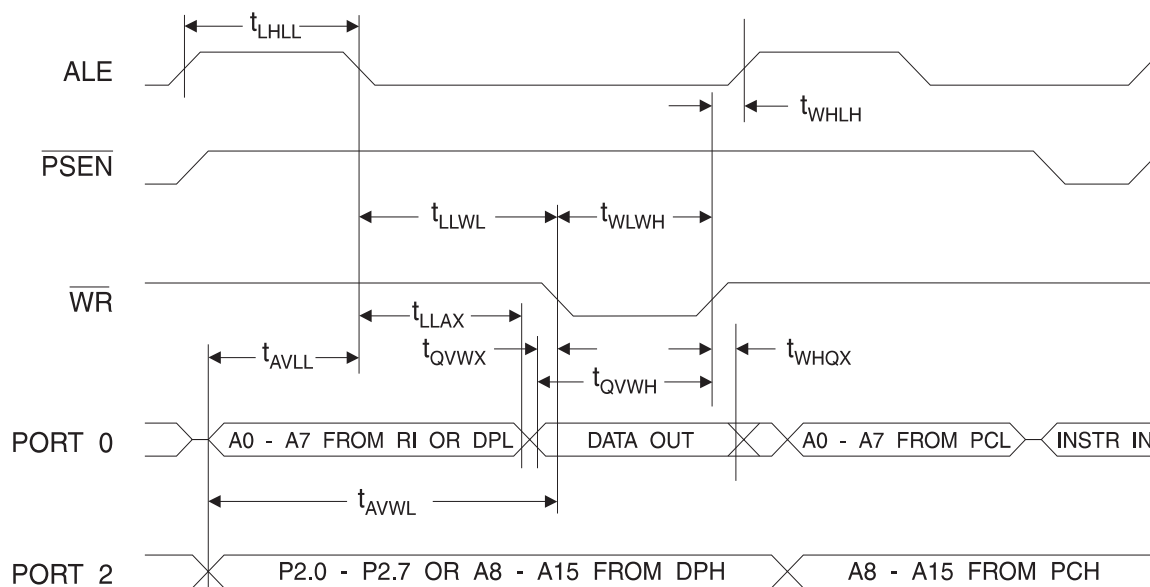 tLHLL
ALE
tWHLH
PSEN
tLLWL
tWLWH
WR
tLLAX
tQVWX
tWHQX
tAVLL
tQVWH
PORT 0
A0 - A7 FROM RI OR DPL
DATA OUT
A0 - A7 FROM PCL
INSTR IN
tAVWL
PORT 2
P2.0 - P2.7 OR A8 - A15 FROM DPH
A8 - A15 FROM PCH